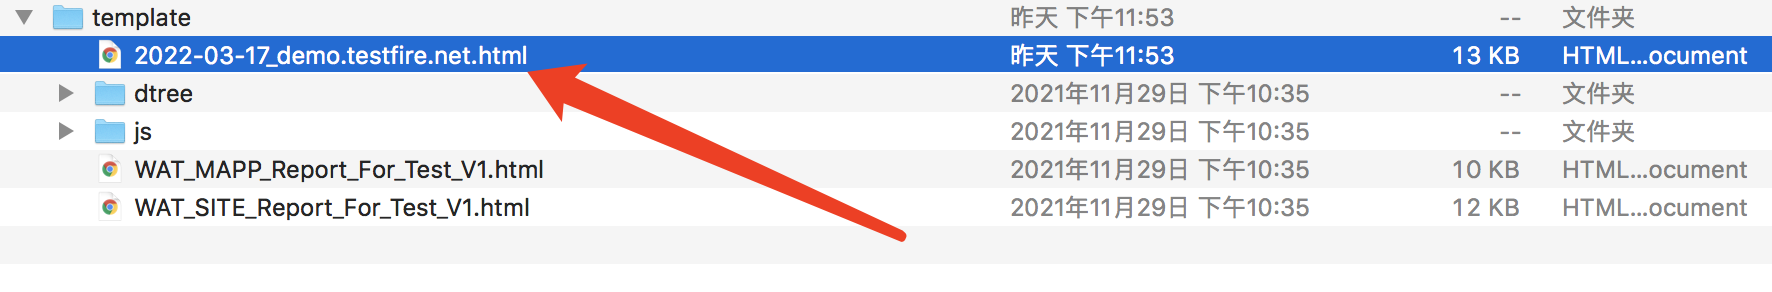 template 昨天 下午11:53 -- 文件夹
2022-03-17_demo.testfire.net.html 昨天 下午11:53 13 KB HTML...ocument
dtree 2021年11月29日 下午10:35 -- 文件夹
js 2021年11月29日 下午10:35 -- 文件夹
WAT_MAPP_Report_For_Test_V1.html 2021年11月29日 下午10:35 10 KB HTML...ocument
WAT_SITE_Report_For_Test_V1.html 2021年11月29日 下午10:35 12 KB HTML...ocument